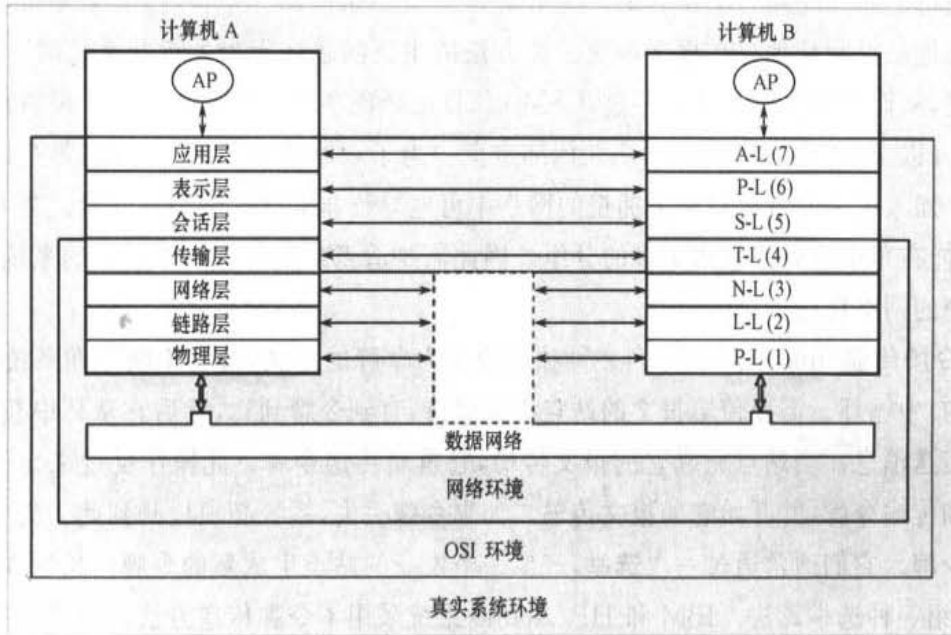 计算机 A
计算机 B
AP
AP
应用层
A-L (7)
表示层
P-L (6)
会话层
S-L (5)
传输层
T-L (4)
网络层
N-L (3)
链路层
L-L (2)
物理层
P-L (1)
数据网络
网络环境
OSI 环境
真实系统环境